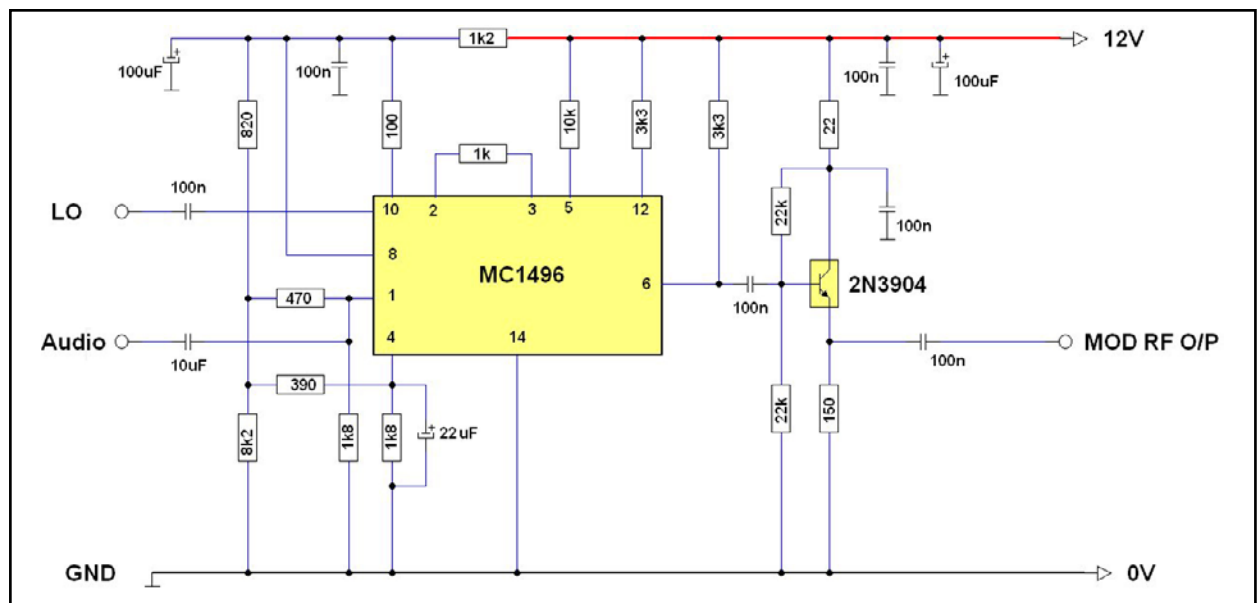 1k2
12V
100uF
+
100n
100n
+
100uF
820
100
10k
3k3
3k3
22
1k
100n
LO
10
2
3
5
12
22k
100n
8
MC1496
6
2N3904
1
470
100n
Audio
4
14
MOD RF O/P
10uF
100n
390
8k2
1k8
1k8
+
22uF
22k
150
GND
0V